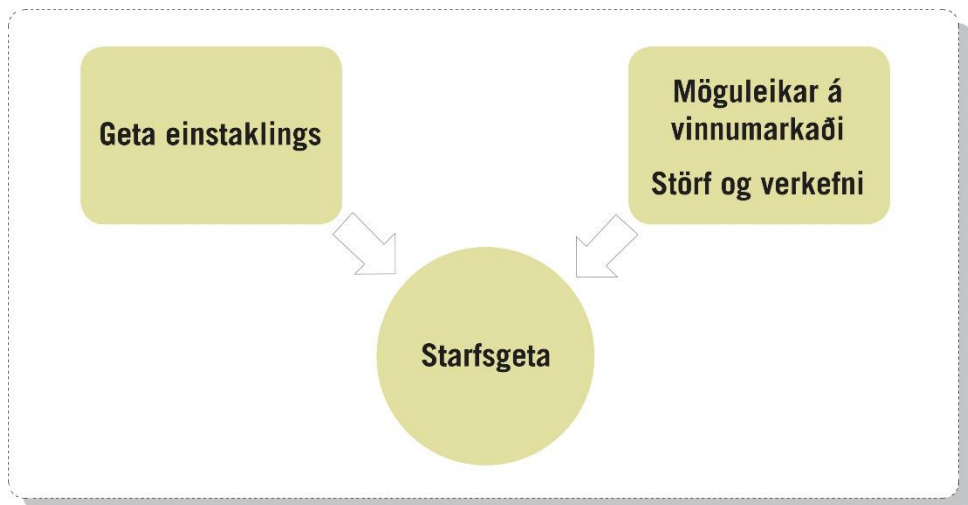 Geta einstaklings
Möguleikar á
vinnumarkaði
Störf og verkefni
Starfsgeta